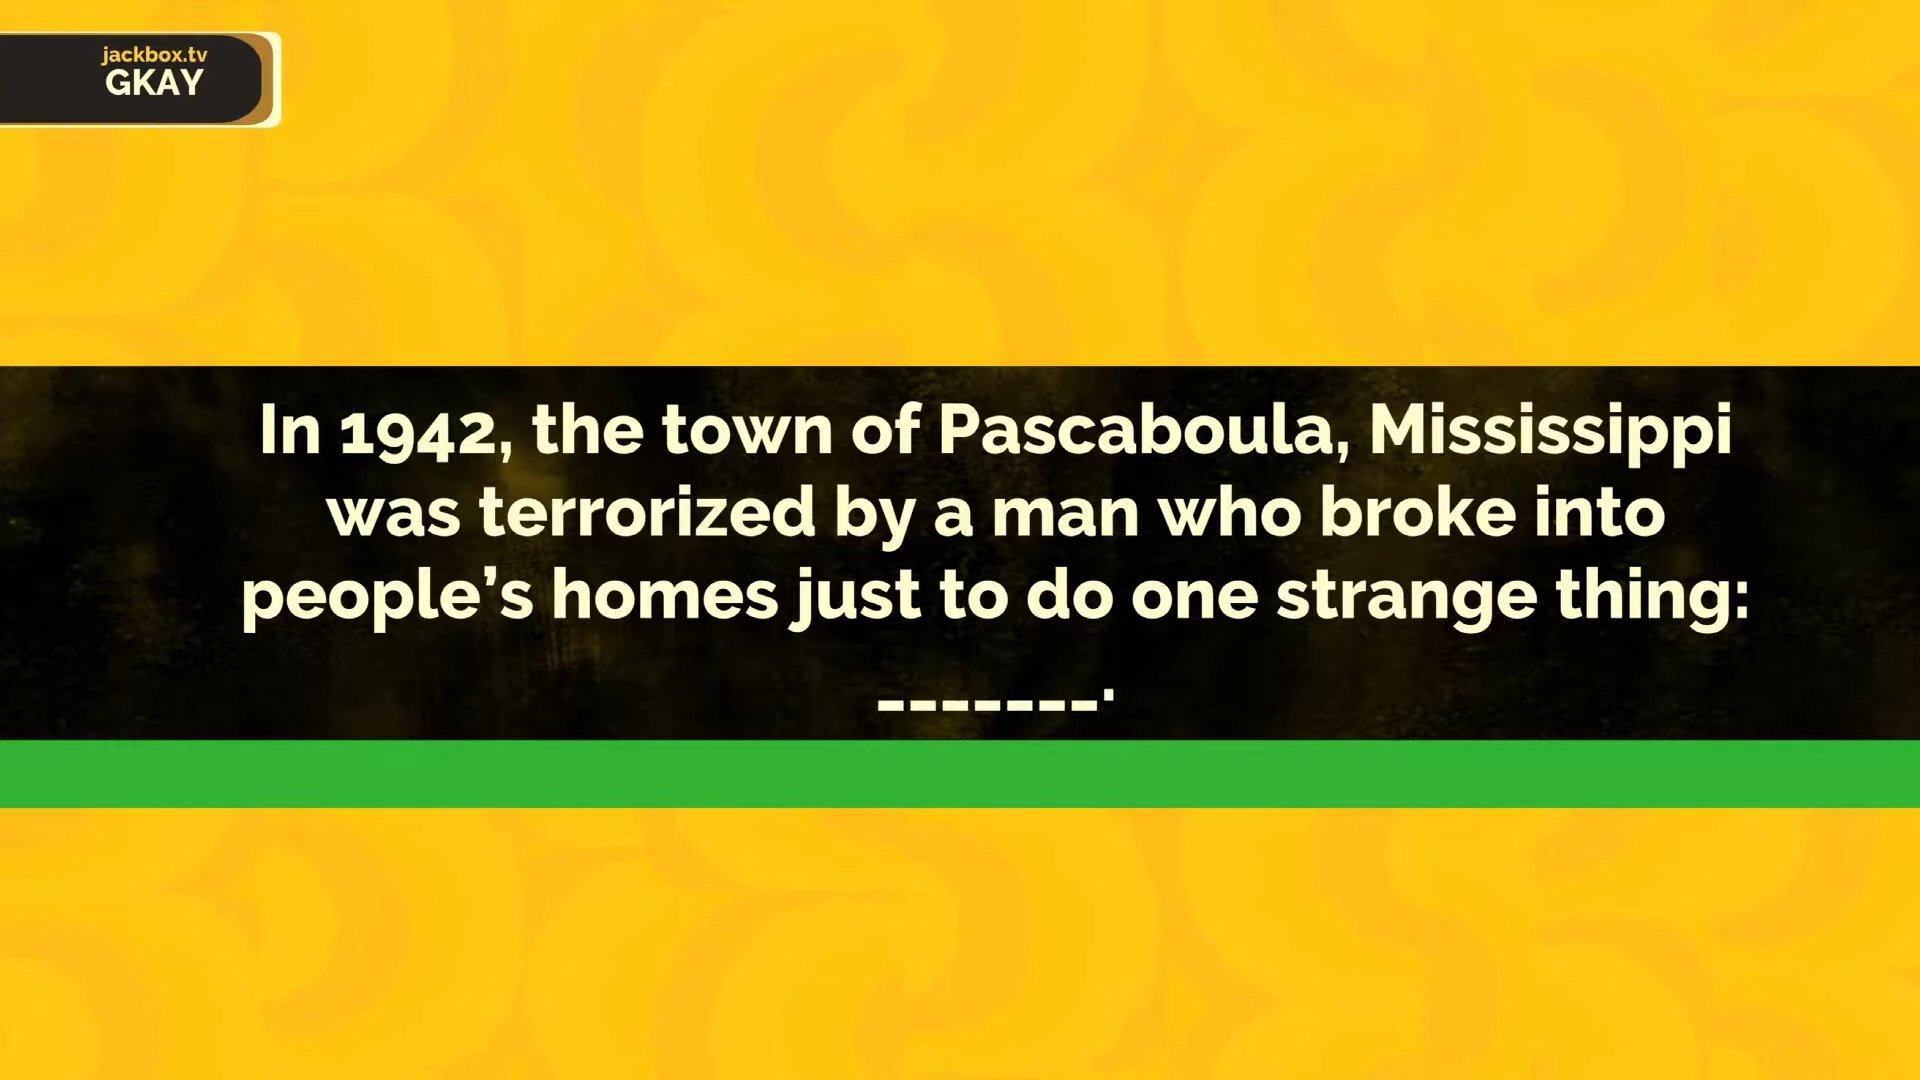 jackbox.tv
GKAY
In 1942, the town of Pascaboula, Mississippi
was terrorized by a man who broke into
people’s homes just to do one strange thing:
_______.